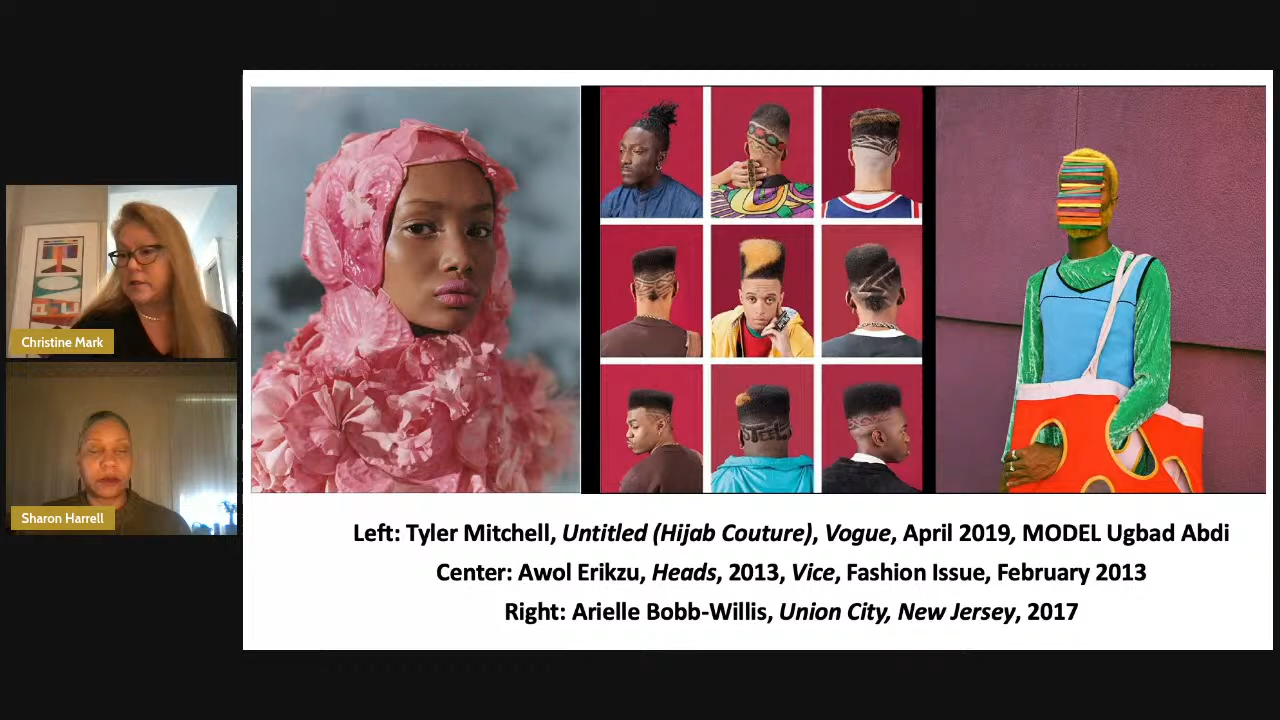 Christine Mark
Sharon Harrell
Left: Tyler Mitchell, Untitled (Hijab Couture), Vogue, April 2019, MODEL Ugbad Abdi
Center: Awol Erikzu, Heads, 2013, Vice, Fashion Issue, February 2013
Right: Arielle Bobb-Willis, Union City, New Jersey, 2017